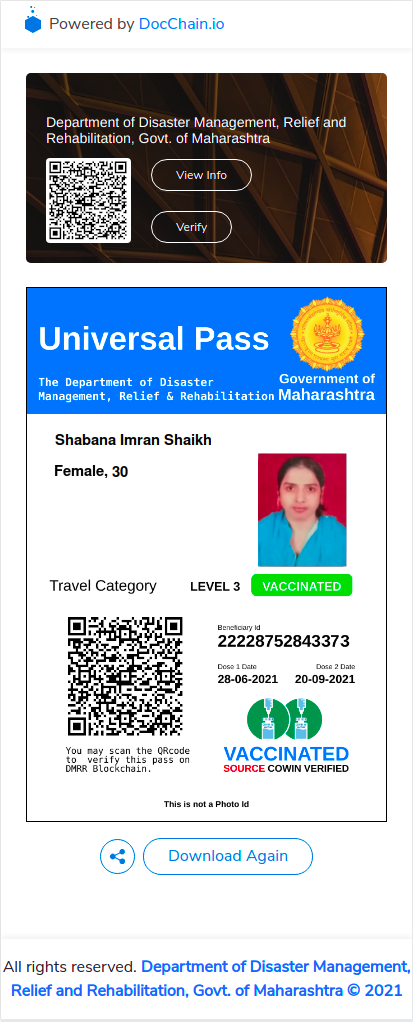 Powered by DocChain.io
Department of Disaster Management, Relief and
Rehabilitation, Govt. of Maharashtra
View Info
Verify
Universal Pass
The Department of Disaster
Management, Relief & Rehabilitation
Government of
Maharashtra
Shabana Imran Shaikh
Female, 30
Travel Category
LEVEL 3
VACCINATED
Beneficiary Id
22228752843373
Dose 1 Date
Dose 2 Date
28-06-2021
20-09-2021
You may scan the QRcode
to verify this pass on
DMRR Blockchain.
VACCINATED
SOURCE COWIN VERIFIED
This is not a Photo Id
Download Again
All rights reserved. Department of Disaster Management,
Relief and Rehabilitation, Govt. of Maharashtra © 2021